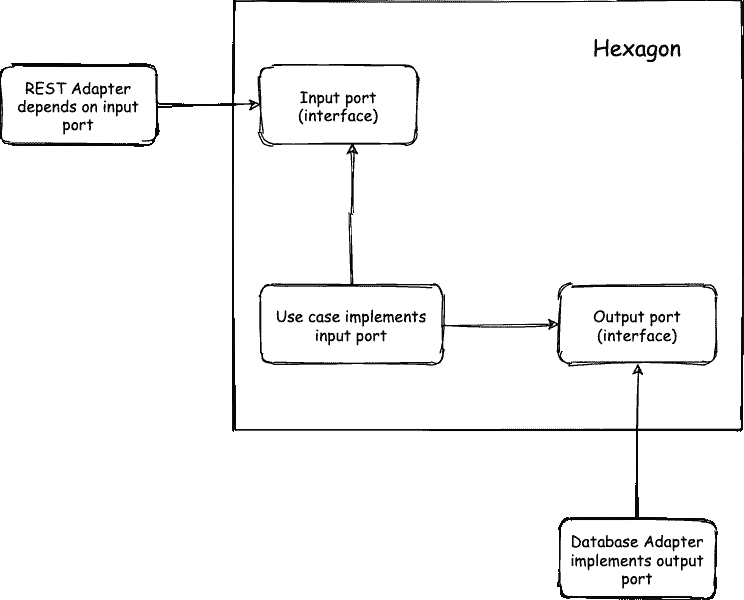 Hexagon
REST Adapter
depends on input
port
Input port
(interface)
Use case implements
input port
Output port
(interface)
Database Adapter
implements output
port